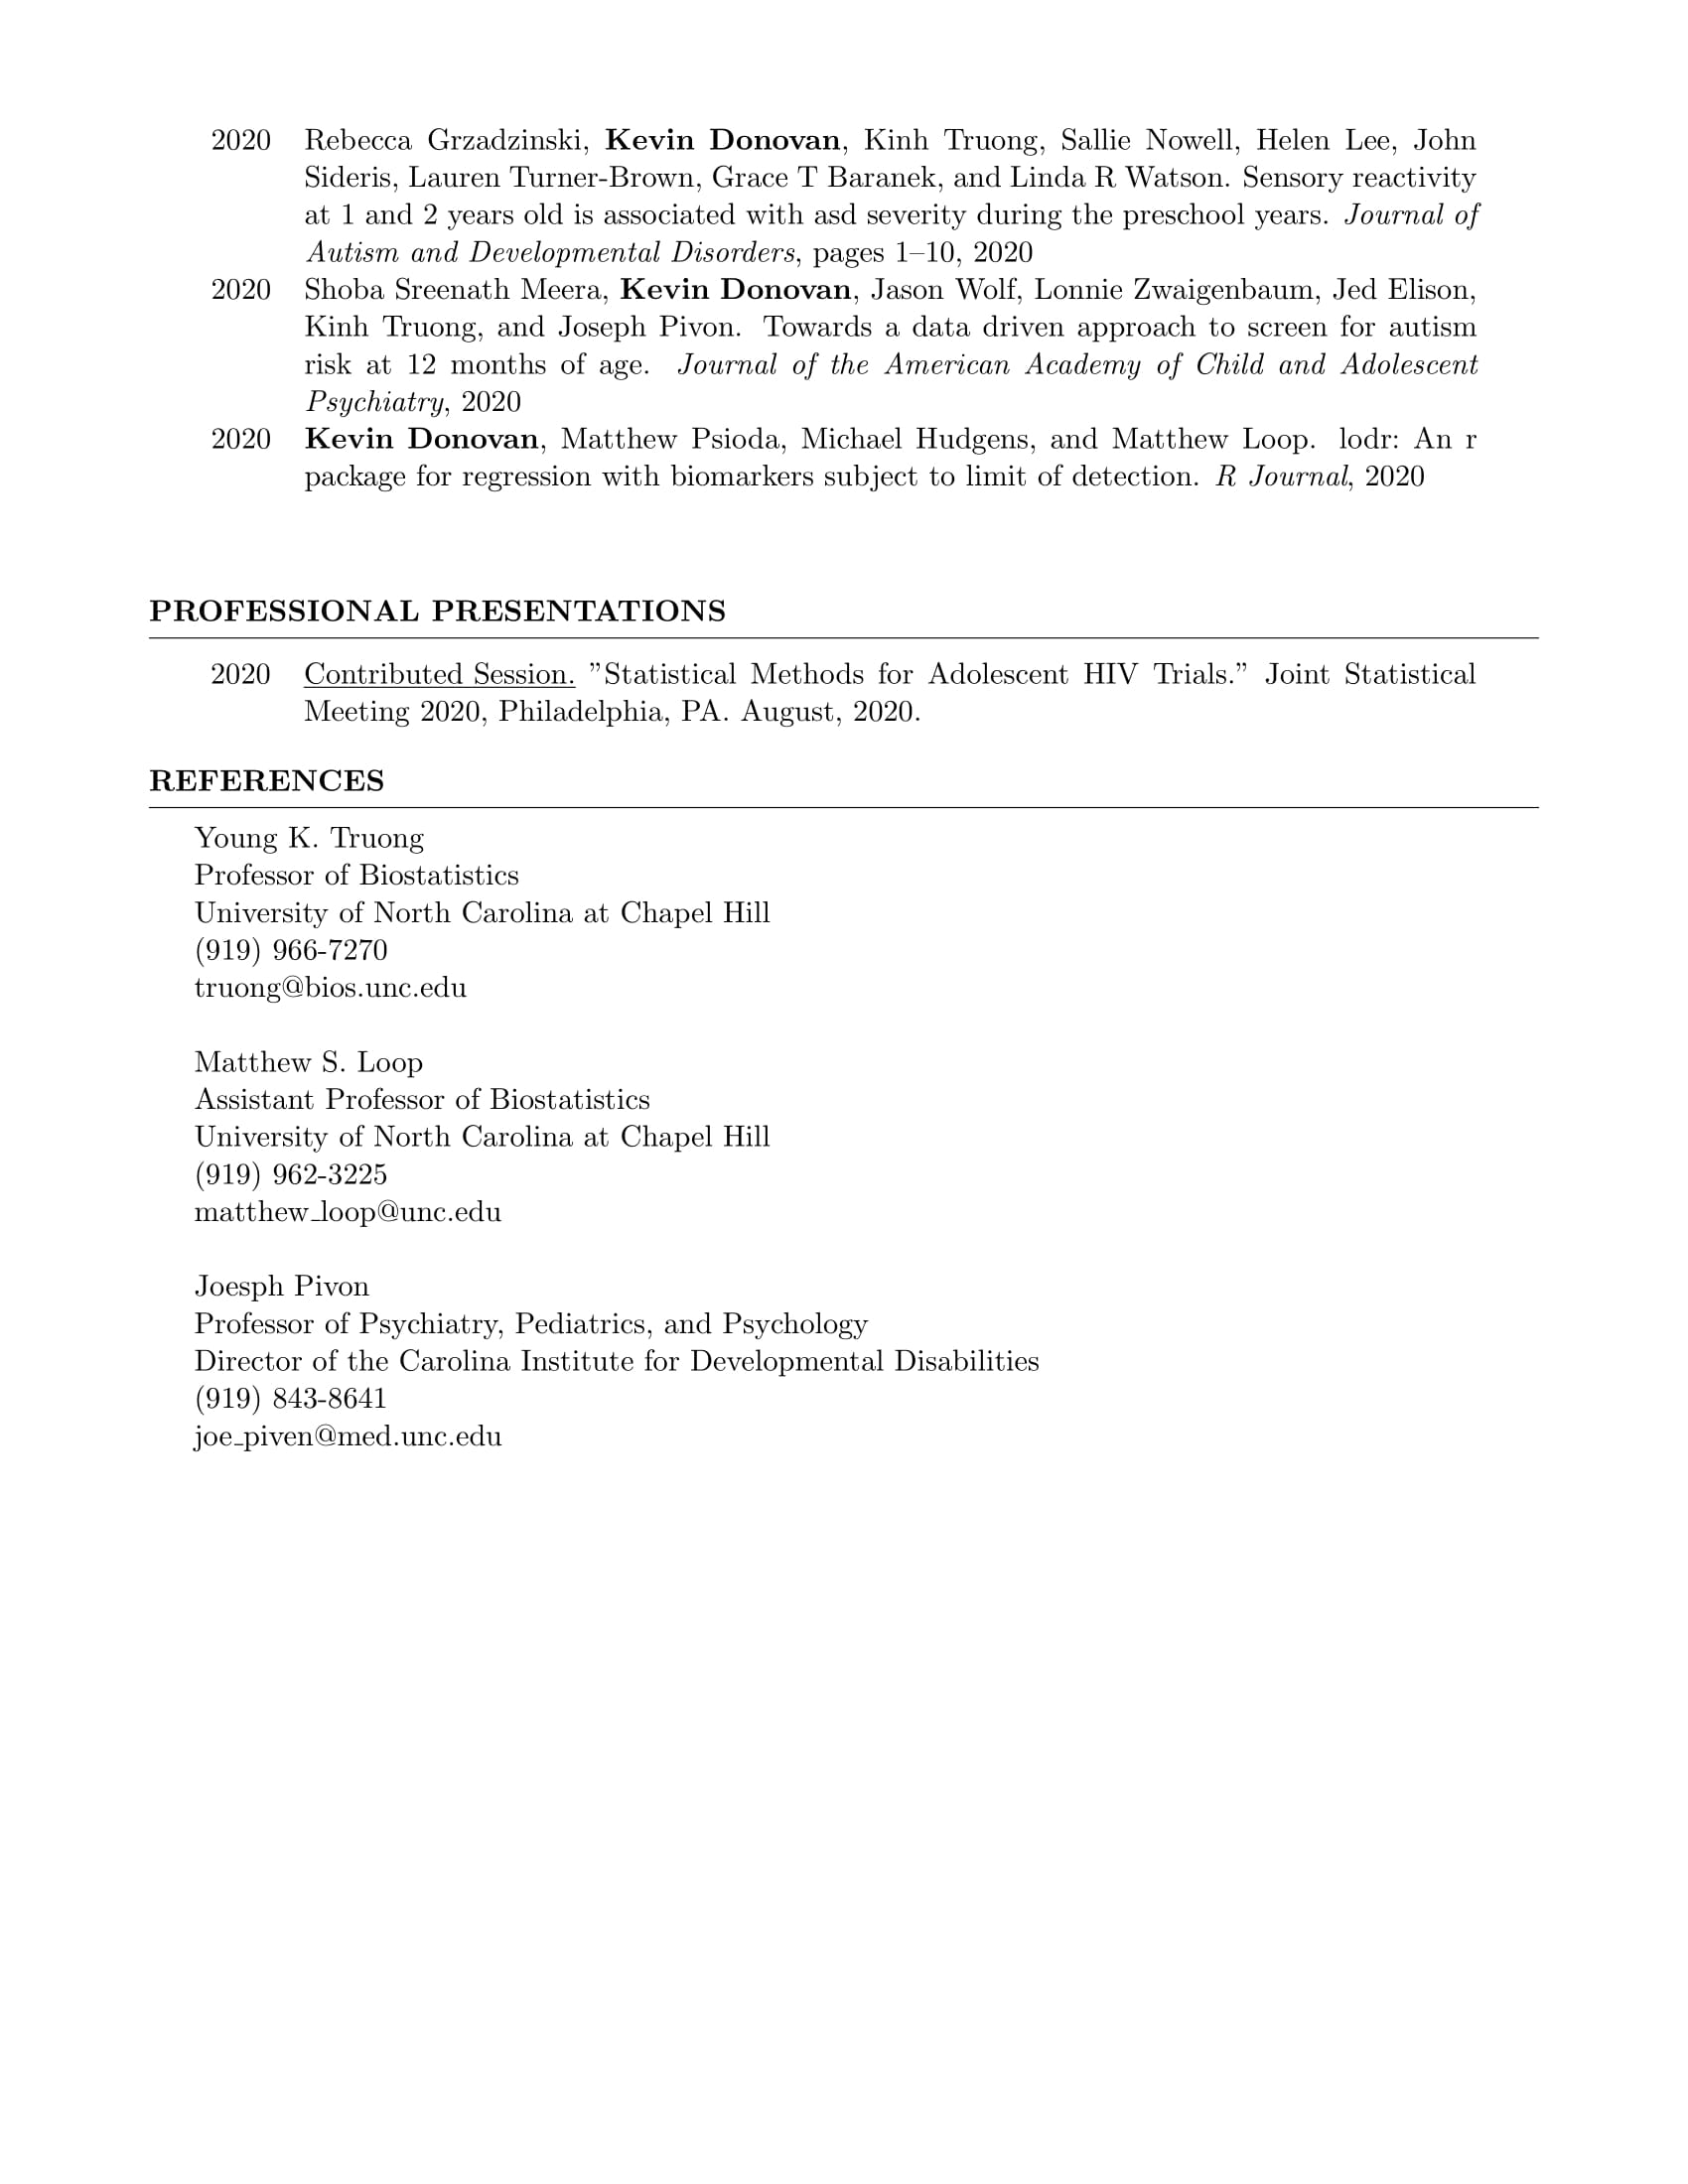 2020 Rebecca Grzadzinski, Kevin Donovan, Kinh Truong, Sallie Nowell, Helen Lee, John
Sideris, Lauren Turner-Brown, Grace T Baranek, and Linda R Watson. Sensory reactivity
at 1 and 2 years old is associated with asd severity during the preschool years. Journal of
Autism and Developmental Disorders, pages 1–10, 2020
2020 Shoba Sreenath Meera, Kevin Donovan, Jason Wolf, Lonnie Zwaigenbaum, Jed Elison,
Kinh Truong, and Joseph Pivon. Towards a data driven approach to screen for autism
risk at 12 months of age. Journal of the American Academy of Child and Adolescent
Psychiatry, 2020
2020 Kevin Donovan, Matthew Psioda, Michael Hudgens, and Matthew Loop. lodr: An r
package for regression with biomarkers subject to limit of detection. R Journal, 2020
PROFESSIONAL PRESENTATIONS
2020 Contributed Session. ”Statistical Methods for Adolescent HIV Trials.” Joint Statistical
Meeting 2020, Philadelphia, PA. August, 2020.
REFERENCES
Young K. Truong
Professor of Biostatistics
University of North Carolina at Chapel Hill
(919) 966-7270
truong@bios.unc.edu
Matthew S. Loop
Assistant Professor of Biostatistics
University of North Carolina at Chapel Hill
(919) 962-3225
matthew_loop@unc.edu
Joesph Pivon
Professor of Psychiatry, Pediatrics, and Psychology
Director of the Carolina Institute for Developmental Disabilities
(919) 843-8641
joe_piven@med.unc.edu